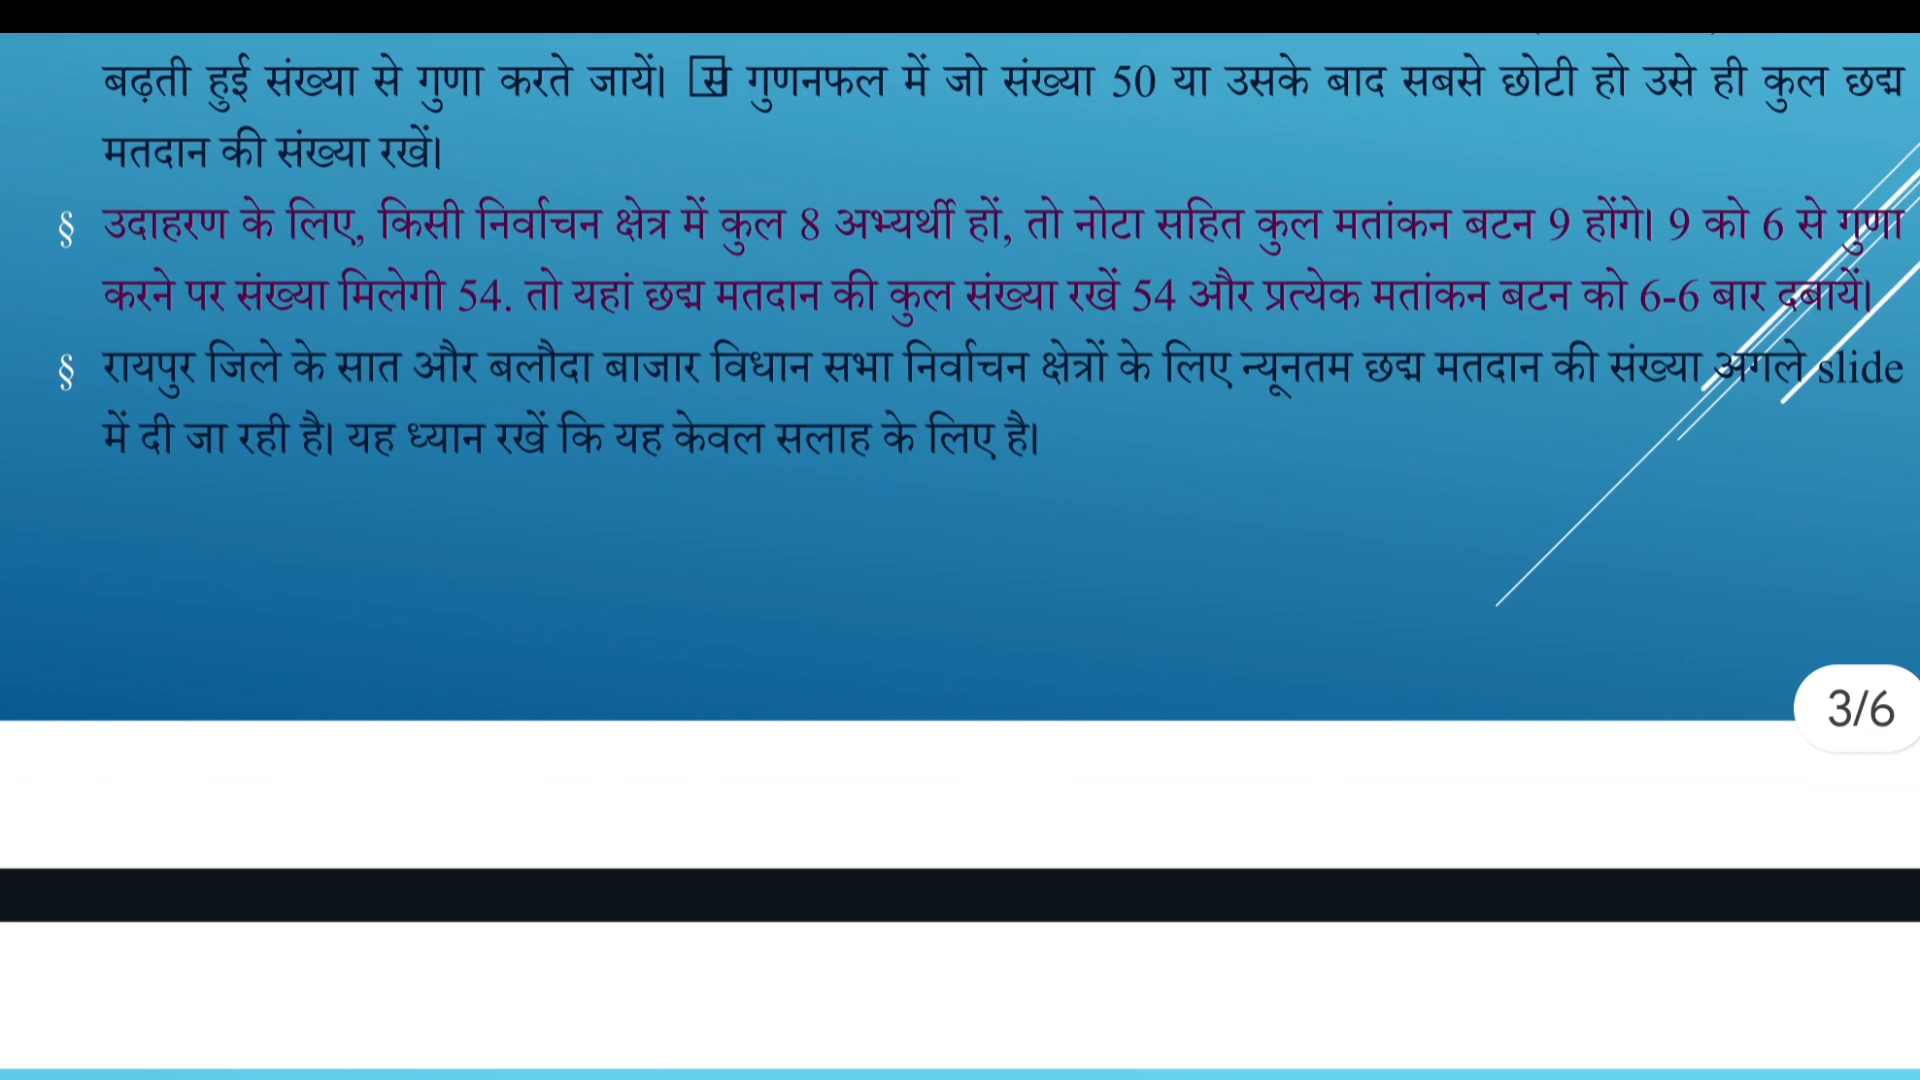 बढ़ती हुई संख्या से गुणा करते जायें। गुणनफल में जो संख्या 50 या उसके बाद सबसे छोटी हो उसे ही कुल छद्म
मतदान की संख्या रखें।
§ उदाहरण के लिए, किसी निर्वाचन क्षेत्र में कुल 8 अभ्यर्थी हों, तो नोटा सहित कुल मतांकन बटन 9 होंगे। 9 को 6 से गुणा
करने पर संख्या मिलेगी 54. तो यहां छद्म मतदान की कुल संख्या रखें 54 और प्रत्येक मतांकन बटन को 6-6 बार दबायें।
§ रायपुर जिले के सात और बलौदा बाजार विधान सभा निर्वाचन क्षेत्रों के लिए न्यूनतम छद्म मतदान की संख्या अगले slide
में दी जा रही है। यह ध्यान रखें कि यह केवल सलाह के लिए है।
3/6